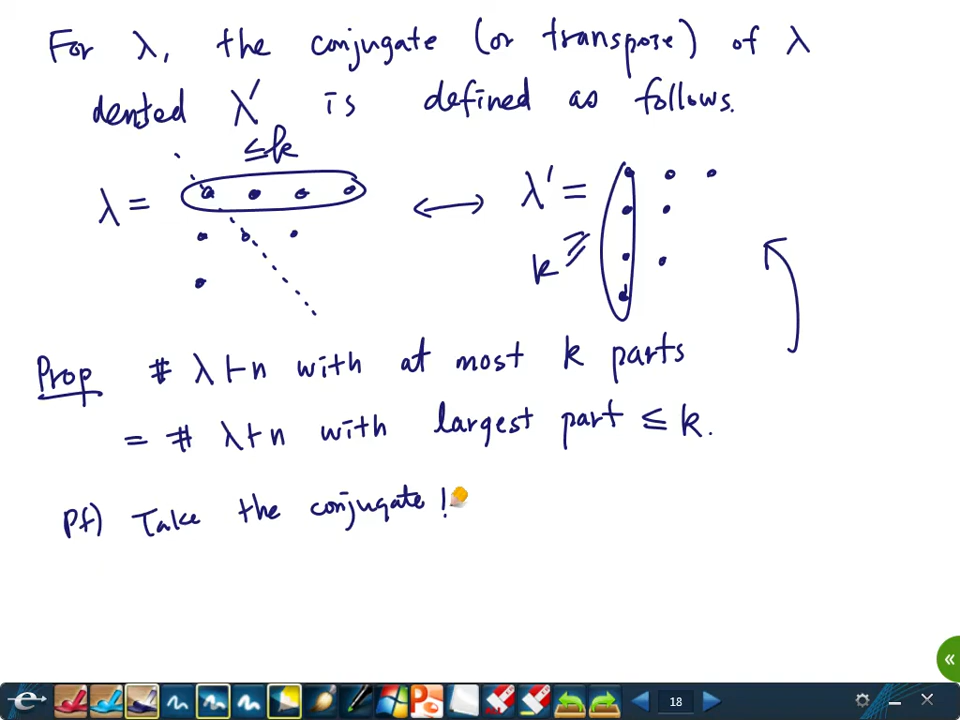 For λ, the conjugate (or transpose) of λ
dented λ' is defined as follows.
≤k
λ = ⟷ λ' =
k ≥
Prop # λ⊢n with at most k parts
= # λ⊢n with largest part ≤ k.
Pf) Take the conjugate!
18